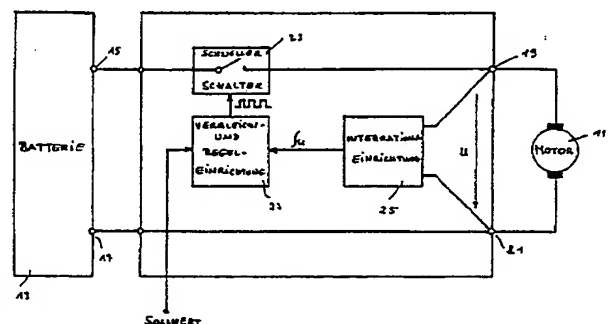 15
23
SCHNELLER
SCHALTER
19
BATTERIE
VERGLEICHS-
UND
REGEL-
EINRICHTUNG
∫u
INTEGRATIONS
EINRICHTUNG
U
MOTOR
11
25
17
21
13
SOLLWERT